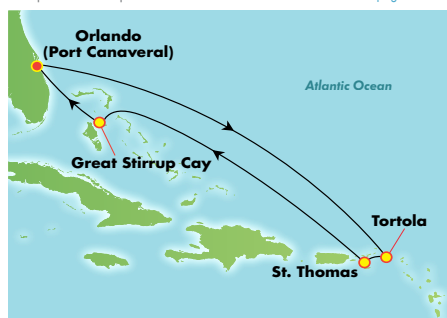 Orlando
(Port Canaveral)
Atlantic Ocean
Great Stirrup Cay
Tortola
St. Thomas